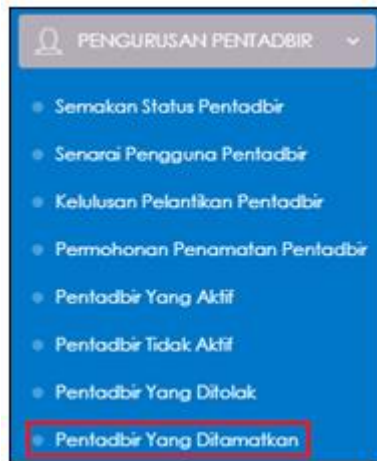 PENGURUSAN PENTADBIR
Semakan Status Pentadbir
Senarai Pengguna Pentadbir
Kelulusan Pelantikan Pentadbir
Permohonan Penamatan Pentadbir
Pentadbir Yang Aktif
Pentadbir Tidak Aktif
Pentadbir Yang Ditolak
Pentadbir Yang Ditamatkan